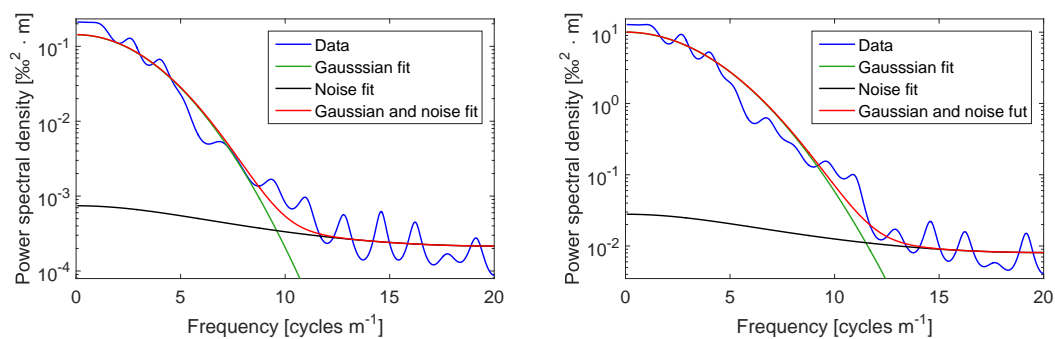 Power spectral density [‰² · m]
10⁻¹
10⁻²
10⁻³
10⁻⁴
Data
Gausssian fit
Noise fit
Gaussian and noise fit
0 5 10 15 20
Frequency [cycles m⁻¹]
Power spectral density [‰² · m]
10¹
10⁰
10⁻¹
10⁻²
Data
Gausssian fit
Noise fit
Gaussian and noise fut
0 5 10 15 20
Frequency [cycles m⁻¹]